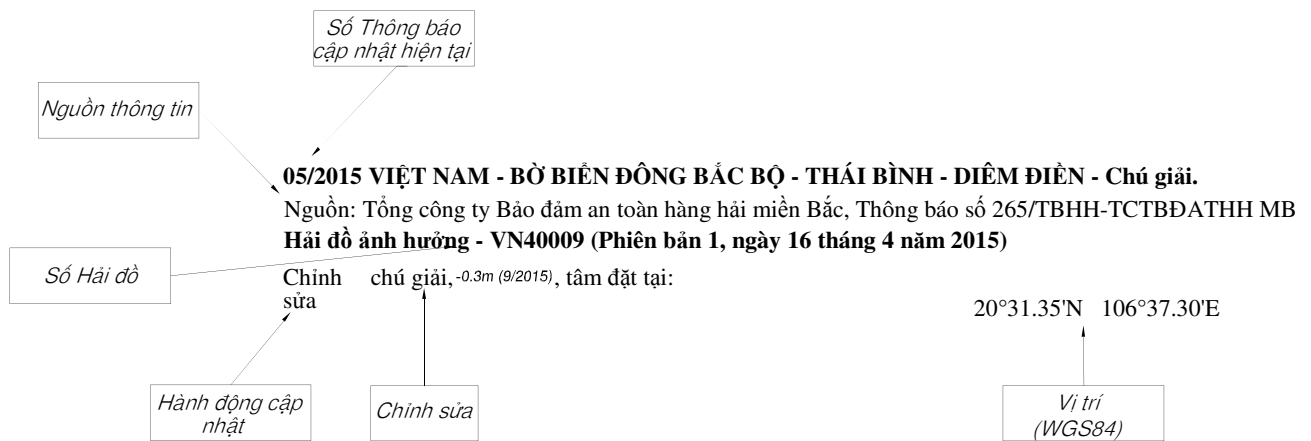 Số Thông báo
cập nhật hiện tại
Nguồn thông tin
05/2015 VIỆT NAM - BỜ BIỂN ĐÔNG BẮC BỘ - THÁI BÌNH - DIÊM ĐIỀN - Chú giải.
Nguồn: Tổng công ty Bảo đảm an toàn hàng hải miền Bắc, Thông báo số 265/TBHH-TCTBĐATHH MB
Hải đồ ảnh hưởng - VN40009 (Phiên bản 1, ngày 16 tháng 4 năm 2015)
Số Hải đồ
Chỉnh sửa chú giải, -0.3m (9/2015), tâm đặt tại:
20°31.35'N 106°37.30'E
Hành động cập
nhật
Chỉnh sửa
Vị trí
(WGS84)